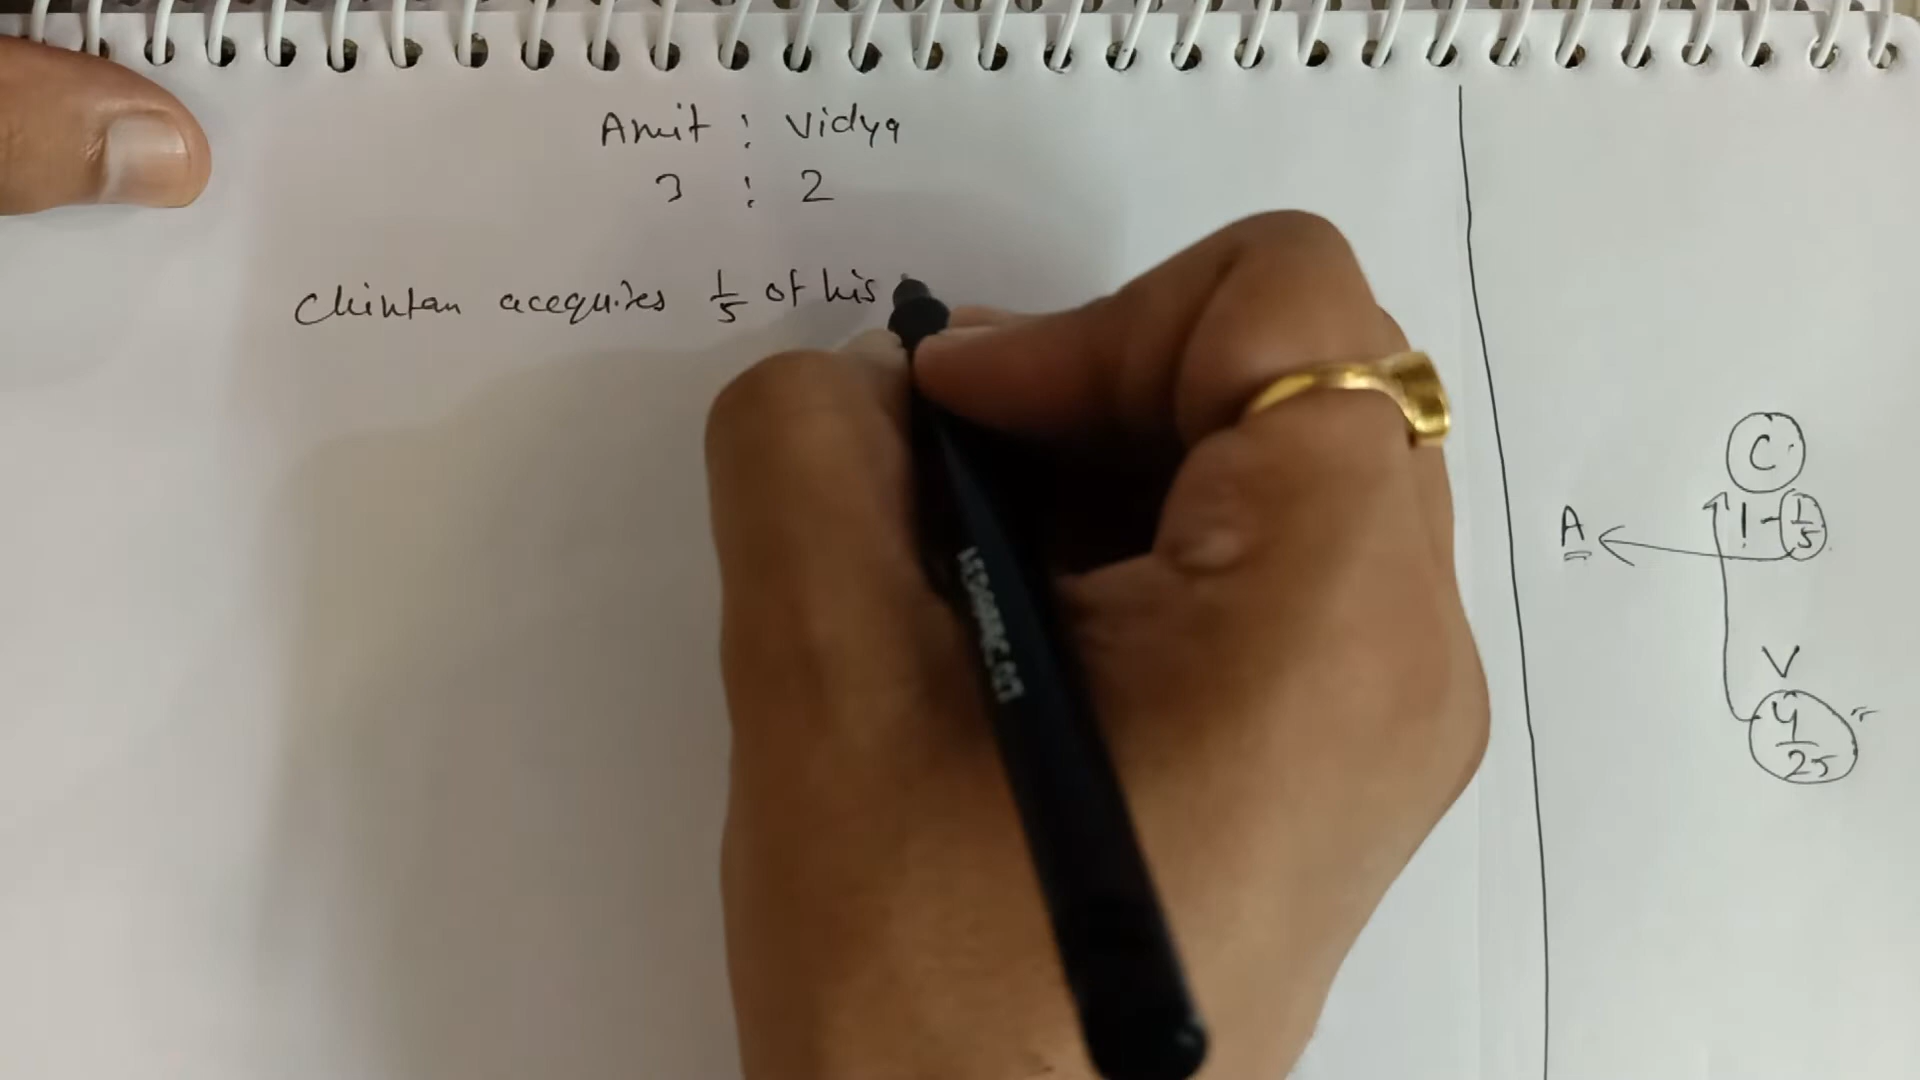 Amit : Vidya
3 : 2
Chintan acequires 1/5 of his
C
1 - 1/5
A
V
4/25